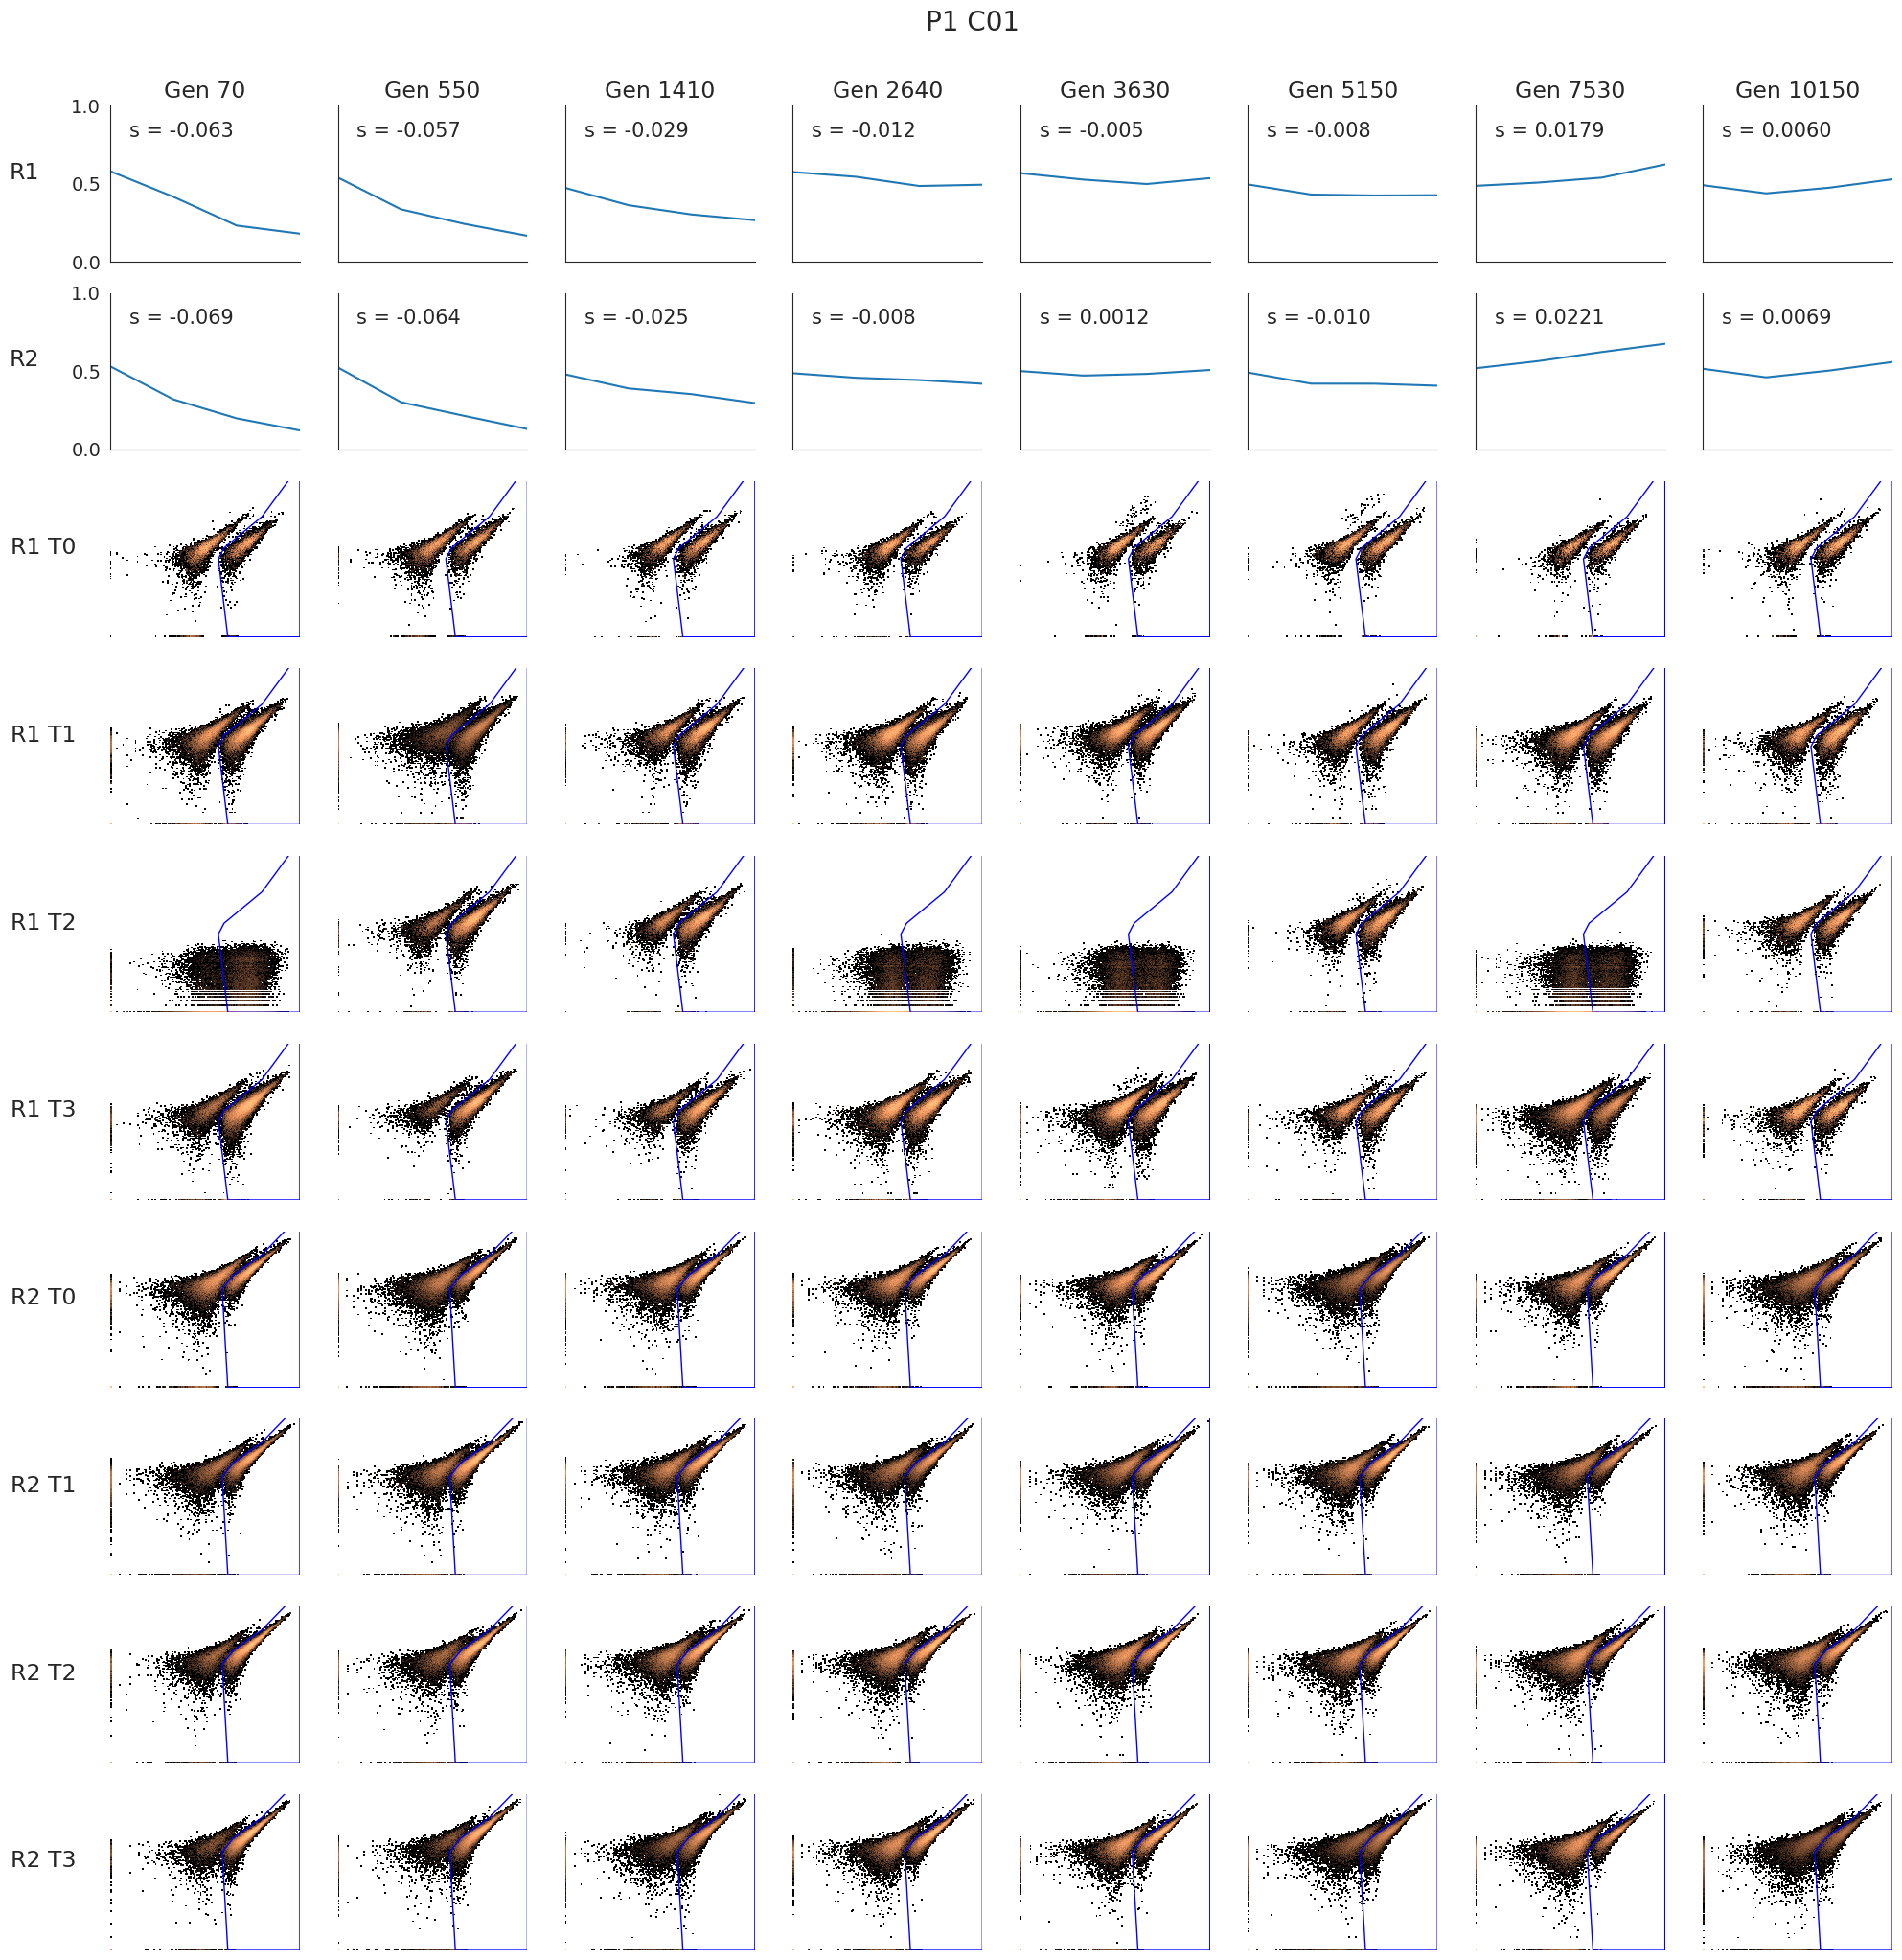 P1 C01
Gen 70 Gen 550 Gen 1410 Gen 2640 Gen 3630 Gen 5150 Gen 7530 Gen 10150
1.0
s = -0.063 s = -0.057 s = -0.029 s = -0.012 s = -0.005 s = -0.008 s = 0.0179 s = 0.0060
R1
0.5
0.0
1.0
s = -0.069 s = -0.064 s = -0.025 s = -0.008 s = 0.0012 s = -0.010 s = 0.0221 s = 0.0069
R2
0.5
0.0
R1 T0
R1 T1
R1 T2
R1 T3
R2 T0
R2 T1
R2 T2
R2 T3